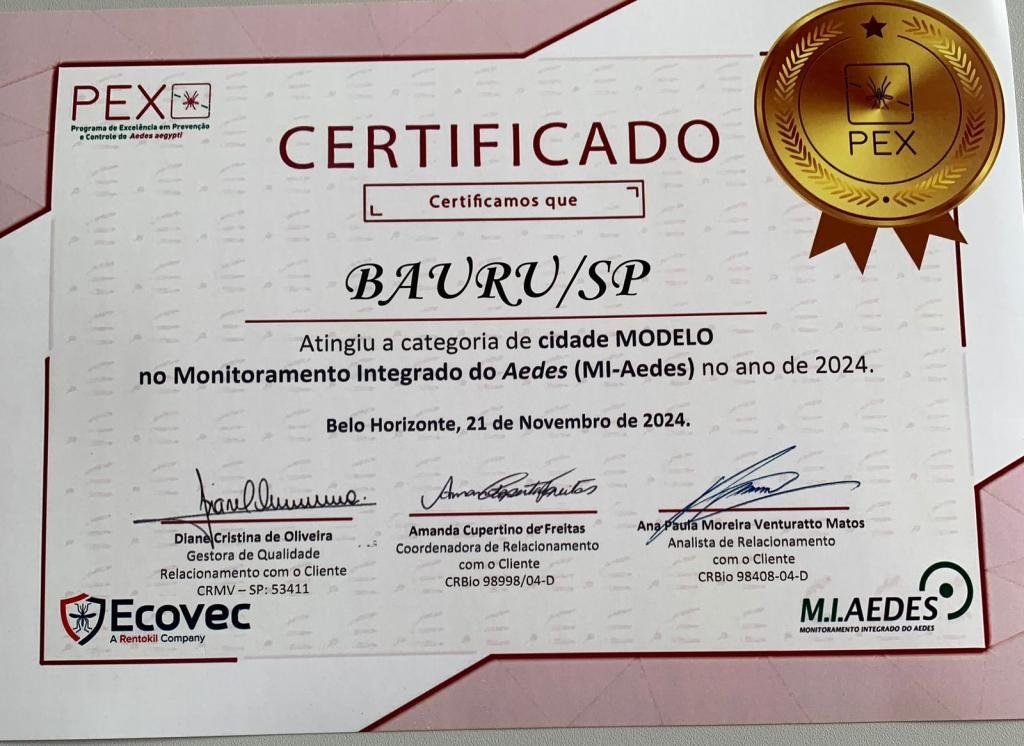 PEX
Programa de Excelência em Prevenção
e Controle do Aedes aegypti
PEX
CERTIFICADO
Certificamos que
BAURU/SP
Atingiu a categoria de cidade MODELO
no Monitoramento Integrado do Aedes (MI-Aedes) no ano de 2024.
Belo Horizonte, 21 de Novembro de 2024.
Diane Cristina de Oliveira
Gestora de Qualidade
Relacionamento com o Cliente
CRMV – SP: 53411
Amanda Cupertino de Freitas
Coordenadora de Relacionamento
com o Cliente
CRBio 98998/04-D
Ana Paula Moreira Venturatto Matos
Analista de Relacionamento
com o Cliente
CRBio 98408-04-D
Ecovec
A Rentokil Company
M.I.AEDES
MONITORAMENTO INTEGRADO DO AEDES